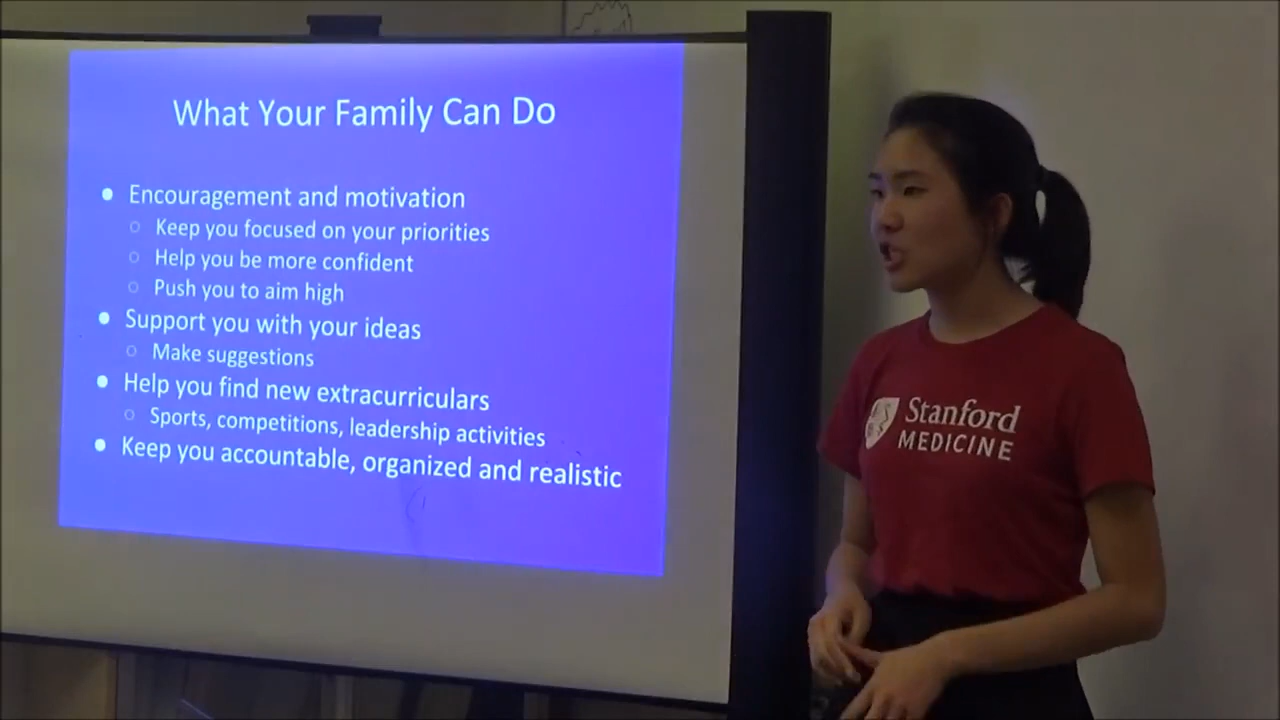 What Your Family Can Do
● Encouragement and motivation
○ Keep you focused on your priorities
○ Help you be more confident
○ Push you to aim high
● Support you with your ideas
○ Make suggestions
● Help you find new extracurriculars
○ Sports, competitions, leadership activities
● Keep you accountable, organized and realistic
Stanford
MEDICINE